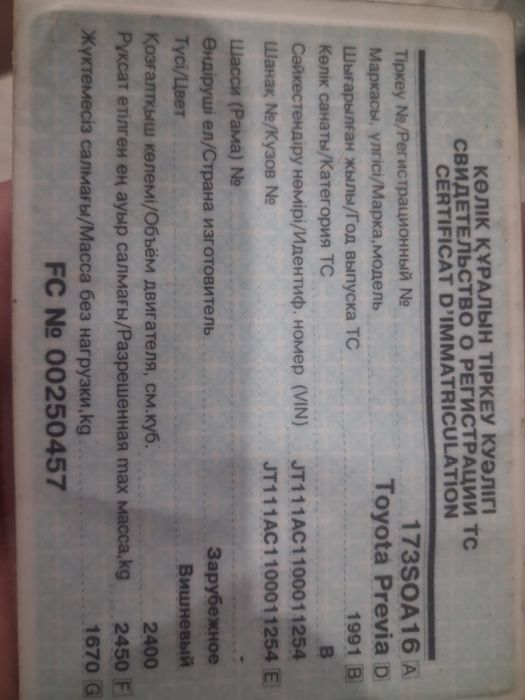 КӨЛІК ҚҰРАЛЫН ТІРКЕУ КУӘЛІГІ
СВИДЕТЕЛЬСТВО О РЕГИСТРАЦИИ ТС
CERTIFICAT D'IMMATRICULATION
Тіркеу №/Регистрационный № 173SOA16 A
Маркасы, үлгісі/Марка,модель Toyota Previa D
Шығарылған жылы/Год выпуска ТС 1991 B
Көлік санаты/Категория ТС B
Сәйкестендіру нөмірі/Идентиф. номер (VIN) JT111AC1100011254
Шанақ №/Кузов № JT111AC1100011254 E
Шасси (Рама) № -
Өндіруші ел/Страна изготовитель Зарубежное
Түсі/Цвет Вишневый
Қозғалтқыш көлемі/Объём двигателя, см.куб. 2400
Рұқсат етілген ең ауыр салмағы/Разрешенная max масса,kg 2450 F
Жүктемесіз салмағы/Масса без нагрузки,kg 1670 G
FC № 00250457